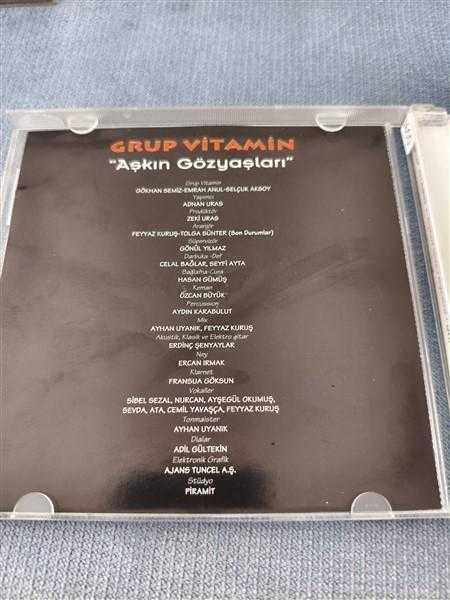 GRUP VİTAMİN
"Aşkın Gözyaşları"
Grup Vitamin
GÖKHAN SEMİZ-EMRAH ANUL-SELÇUK AKSOY
Yapımcı
ADNAN URAS
Prodüktör
ZEKİ URAS
Aranjör
FEYYAZ KURUŞ-TOLGA SÜNTER (Son Durumlar)
Süpervizör
GÖNÜL YILMAZ
Darbuka -Def
CELAL BAĞLAR, SEYFİ AYTA
Bağlama-Cura
HASAN GÜMÜŞ
Keman
ÖZCAN BÜYÜK
Percussion
AYDIN KARABULUT
Mix
AYHAN UYANIK, FEYYAZ KURUŞ
Akustik, Klasik ve Elektro gitar
ERDİNÇ ŞENYAYLAR
Ney
ERCAN IRMAK
Klarnet
FRANSUA GÖKSUN
Vokaller
SİBEL SEZAL, NURCAN, AYŞEGÜL OKUMUŞ,
SEVDA, ATA, CEMİL YAVAŞÇA, FEYYAZ KURUŞ
Tonmaister
AYHAN UYANIK
Dialar
ADİL GÜLTEKİN
Elektronik Grafik
AJANS TUNCEL A.Ş.
Stüdyo
PİRAMİT